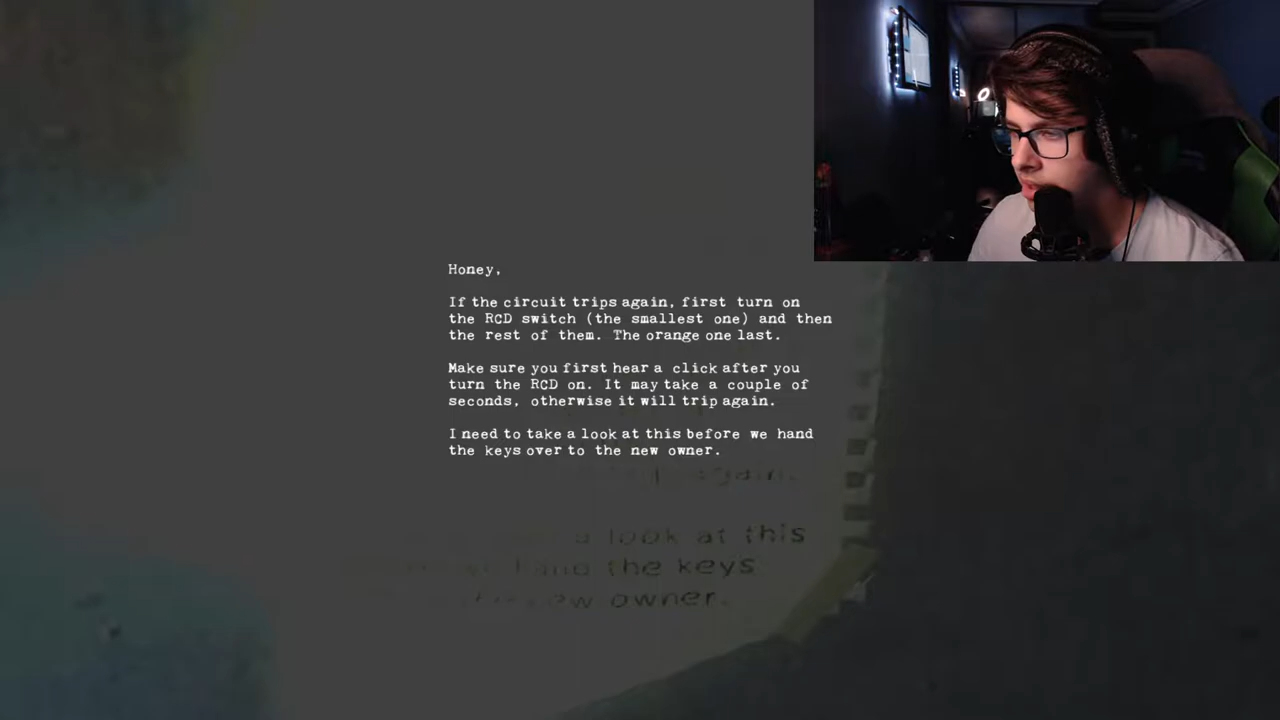 Honey,
If the circuit trips again, first turn on
the RCD switch (the smallest one) and then
the rest of them. The orange one last.
Make sure you first hear a click after you
turn the RCD on. It may take a couple of
seconds, otherwise it will trip again.
I need to take a look at this before we hand
the keys over to the new owner.
again.
a look at this
hand the keys
new owner.